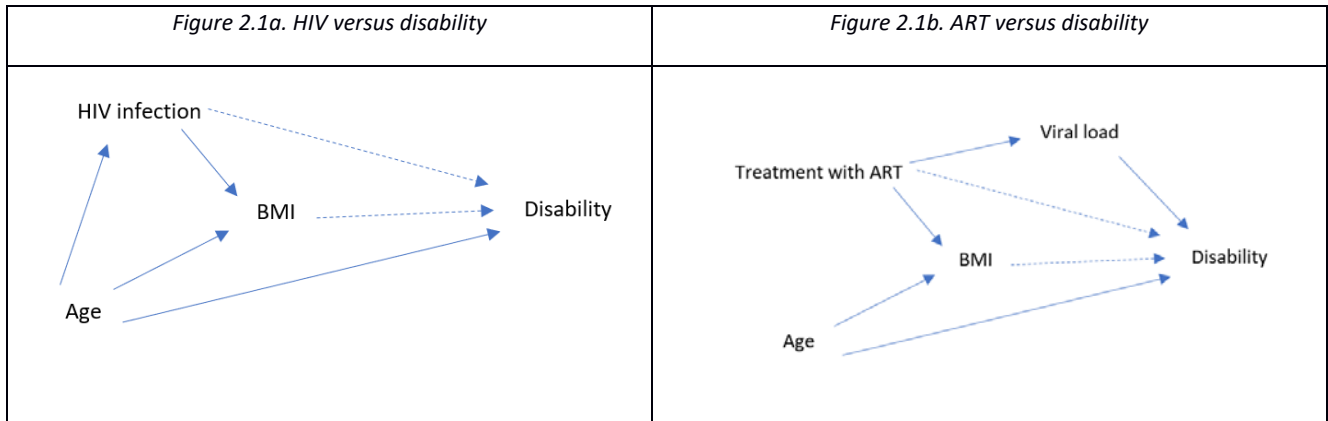 Figure 2.1a. HIV versus disability
Figure 2.1b. ART versus disability
HIV infection
BMI
Disability
Age
Viral load
Treatment with ART
BMI
Disability
Age